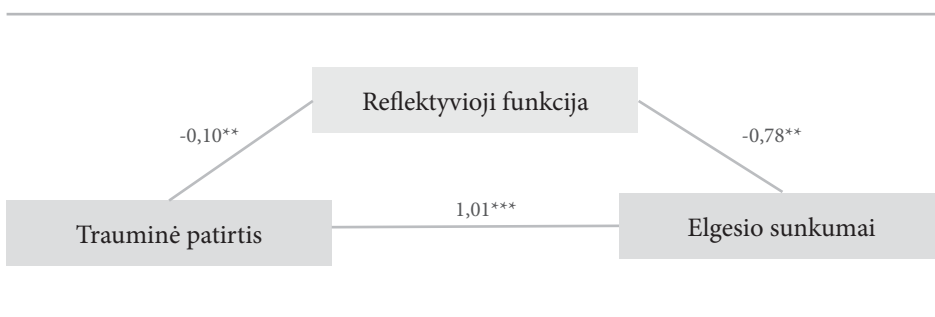 Reflektyvioji funkcija
-0,10**
-0,78**
1,01***
Trauminė patirtis
Elgesio sunkumai